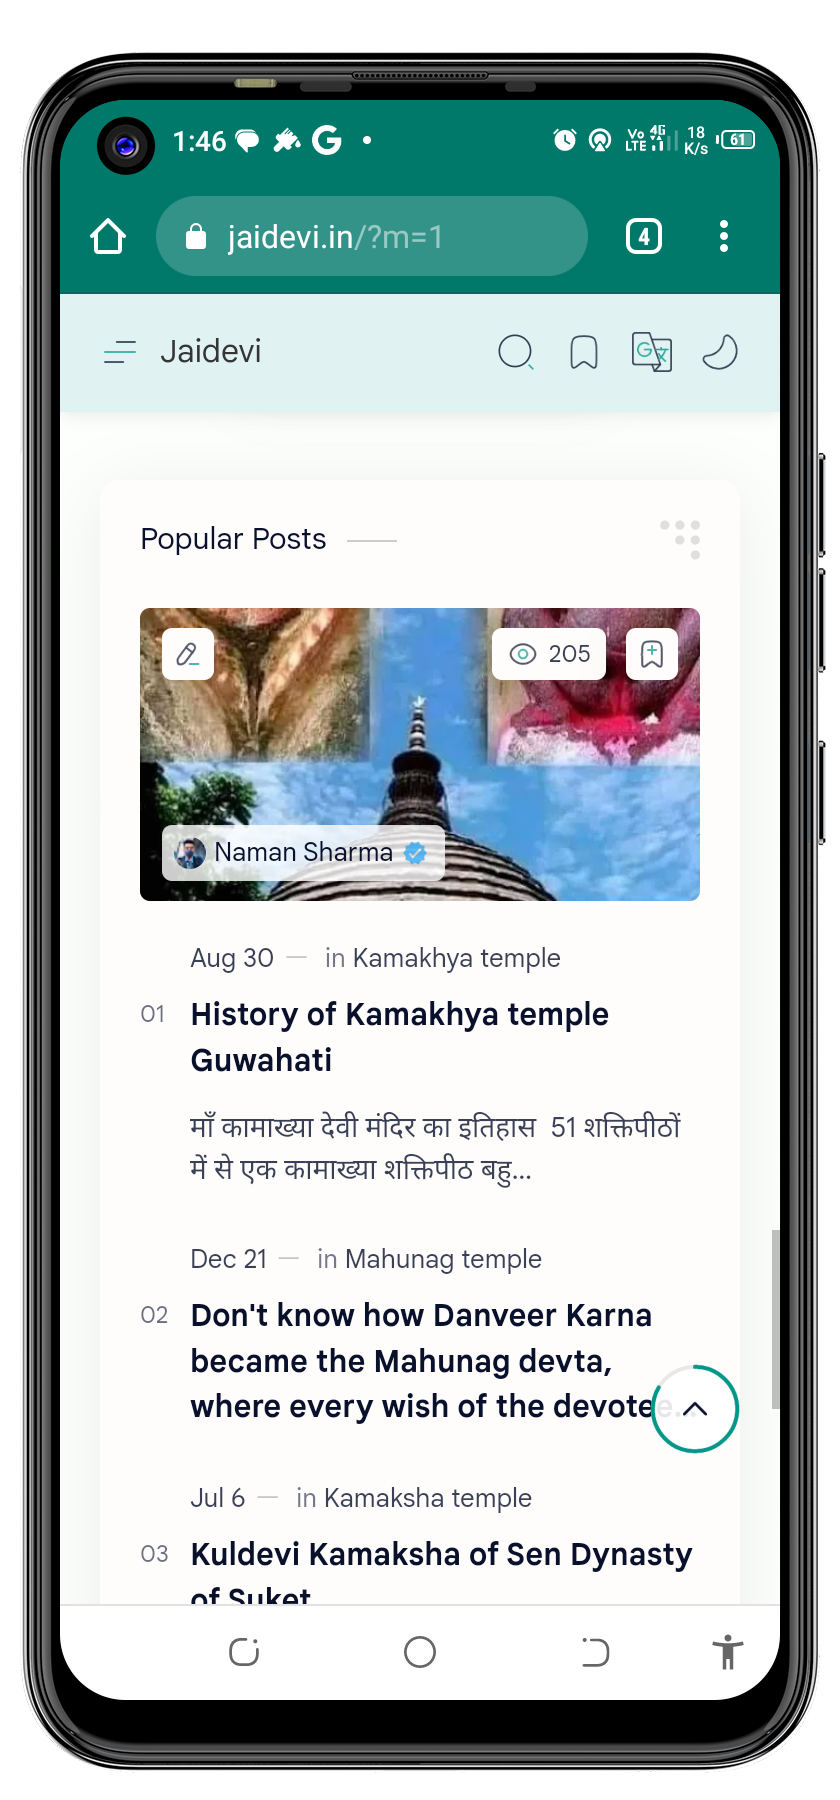 1:46
Vo LTE 4G 18 K/s 61
jaidevi.in/?m=1
4
Jaidevi
Popular Posts
205
Naman Sharma
Aug 30 — in Kamakhya temple
01 History of Kamakhya temple
Guwahati
माँ कामाख्या देवी मंदिर का इतिहास 51 शक्तिपीठों
में से एक कामाख्या शक्तिपीठ बहु...
Dec 21 — in Mahunag temple
02 Don't know how Danveer Karna
became the Mahunag devta,
where every wish of the devotee...
Jul 6 — in Kamaksha temple
03 Kuldevi Kamaksha of Sen Dynasty
of Suket